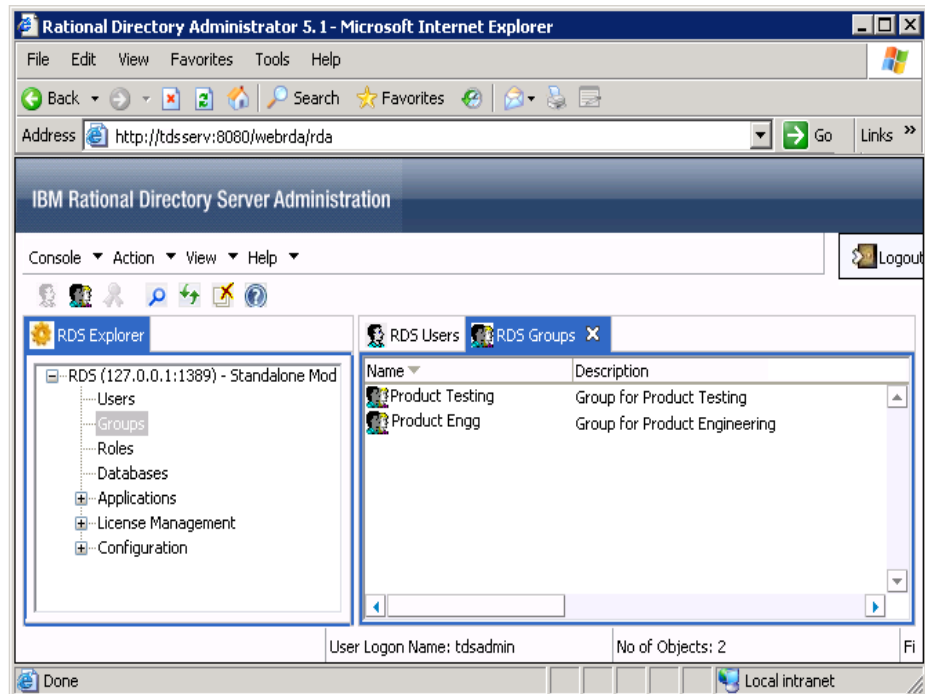 Rational Directory Administrator 5.1 - Microsoft Internet Explorer
File Edit View Favorites Tools Help
Back Search Favorites
Address http://tdsserv:8080/webrda/rda Go Links »
IBM Rational Directory Server Administration
Console Action View Help Logout
RDS Explorer
RDS (127.0.0.1:1389) - Standalone Mod
Users
Groups
Roles
Databases
Applications
License Management
Configuration
RDS Users RDS Groups X
Name Description
Product Testing Group for Product Testing
Product Engg Group for Product Engineering
User Logon Name: tdsadmin No of Objects: 2 Fi
Done Local intranet